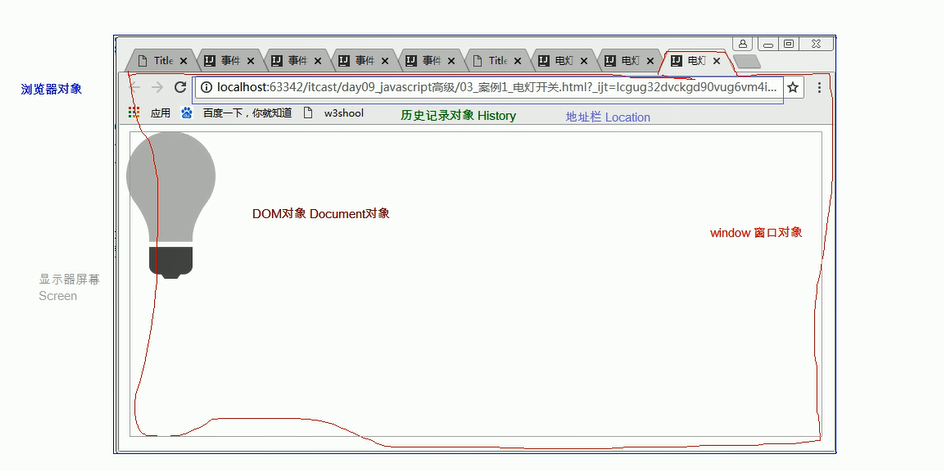 Title
事件
事件
事件
事件
Title
电灯
电灯
电灯
浏览器对象
localhost:63342/itcast/day09_javascript高级/03_案例1_电灯开关.html?_ijt=lcgug32dvckgd90vug6vm4i...
应用 百度一下，你就知道 w3shool
历史记录对象 History
地址栏 Location
DOM对象 Document对象
window 窗口对象
显示器屏幕
Screen